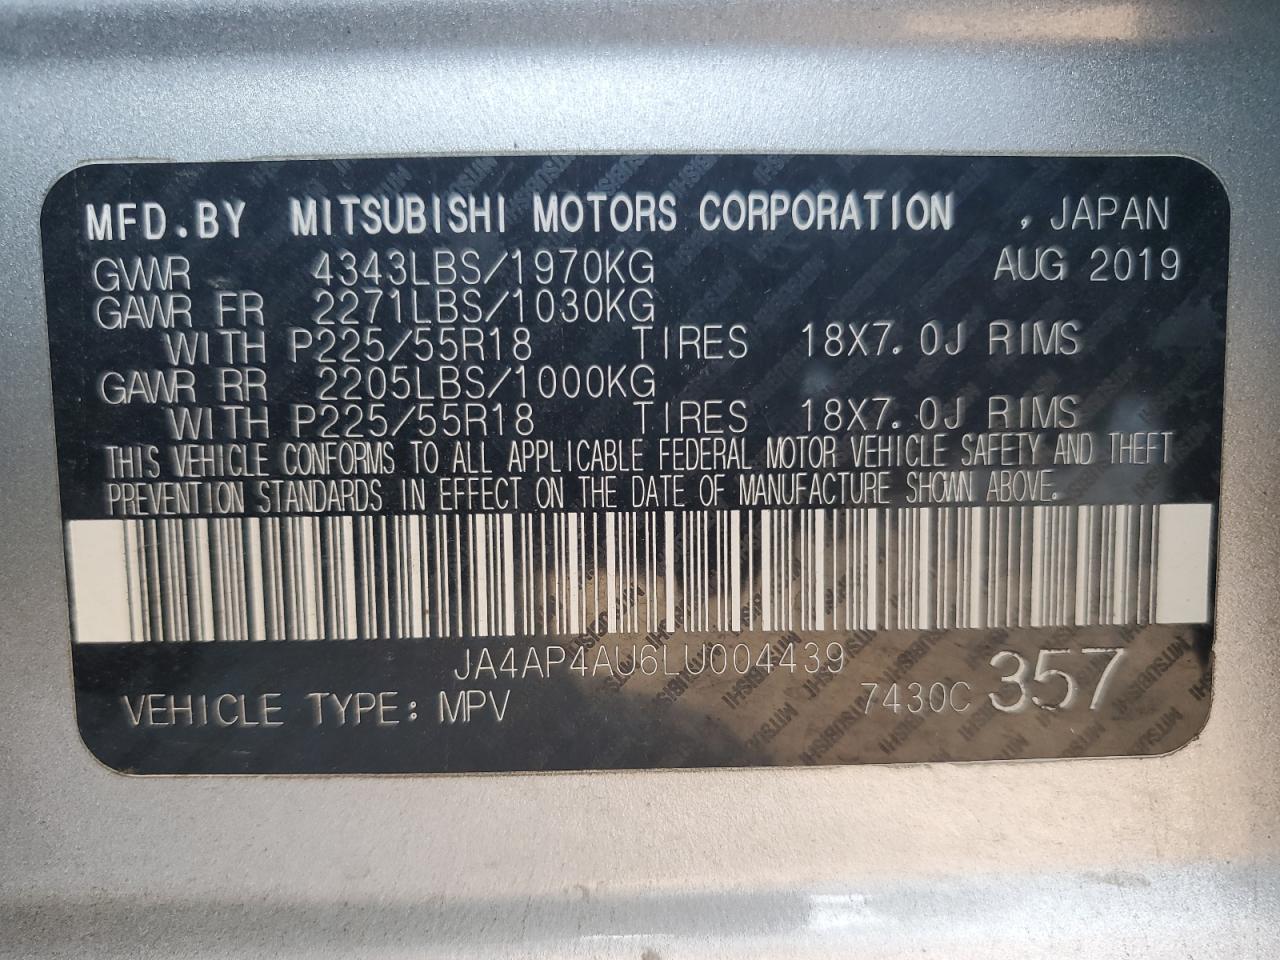 MFD.BY MITSUBISHI MOTORS CORPORATION , JAPAN
GVWR 4343LBS/1970KG AUG 2019
GAWR FR 2271LBS/1030KG
WITH P225/55R18 TIRES 18X7.0J RIMS
GAWR RR 2205LBS/1000KG
WITH P225/55R18 TIRES 18X7.0J RIMS
THIS VEHICLE CONFORMS TO ALL APPLICABLE FEDERAL MOTOR VEHICLE SAFETY AND THEFT
PREVENTION STANDARDS IN EFFECT ON THE DATE OF MANUFACTURE SHOWN ABOVE.
JA4AP4AU6LU004439
VEHICLE TYPE: MPV 7430C 357